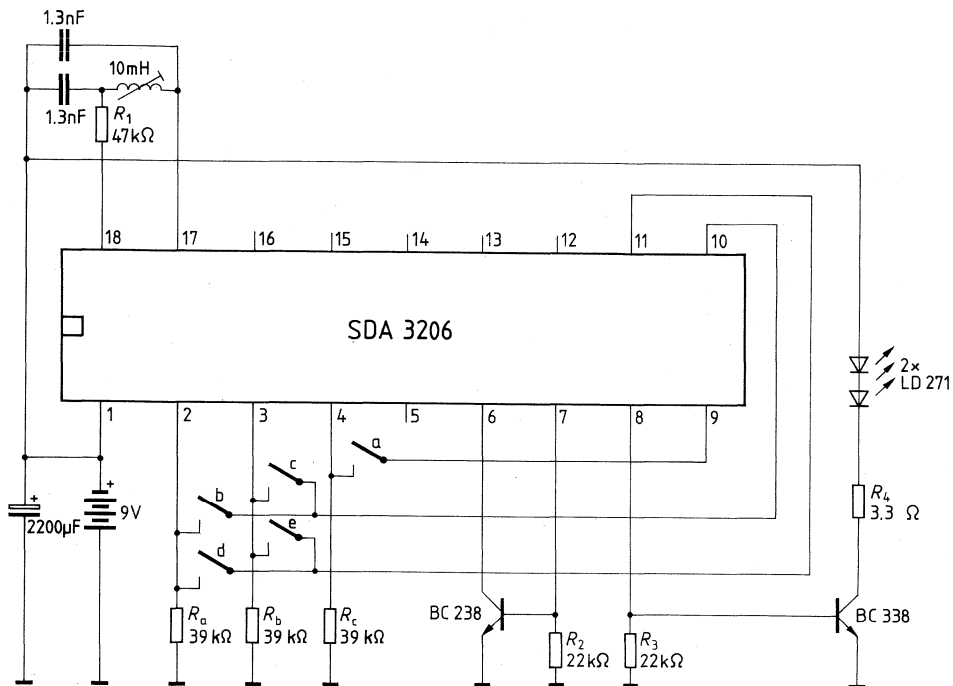 1.3nF
10mH
1.3nF
R1
47kΩ
18 17 16 15 14 13 12 11 10
SDA 3206
2×
LD 271
1 2 3 4 5 6 7 8 9
a
c
b
e
d
+
2200µF
+
9V
R4
3.3 Ω
Ra
39 kΩ
Rb
39 kΩ
Rc
39 kΩ
BC 238
R2
22kΩ
R3
22kΩ
BC 338